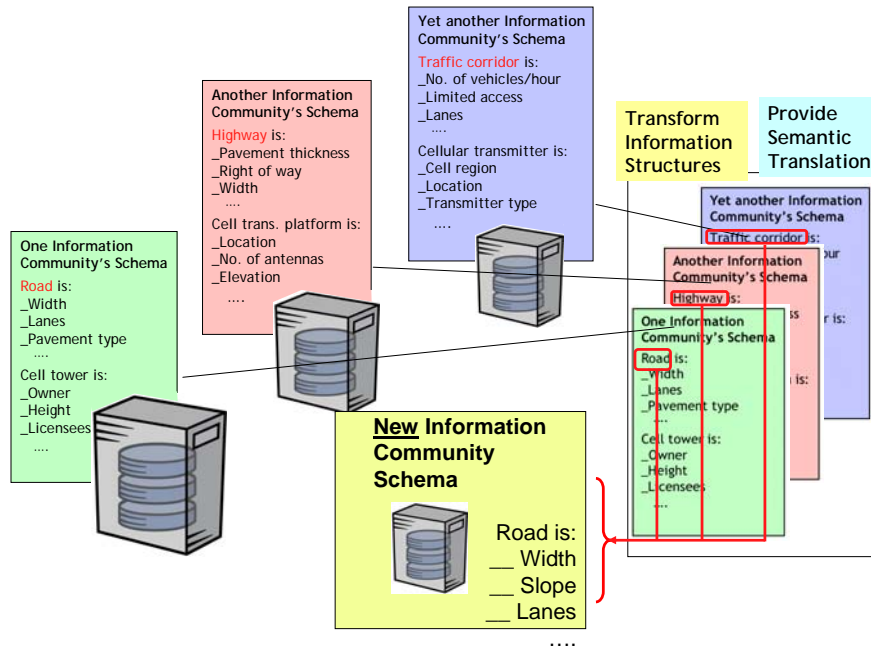 Yet another Information
Community's Schema
Traffic corridor is:
_No. of vehicles/hour
_Limited access
_Lanes
....
Cellular transmitter is:
_Cell region
_Location
_Transmitter type
....
Another Information
Community's Schema
Highway is:
_Pavement thickness
_Right of way
_Width
....
Cell trans. platform is:
_Location
_No. of antennas
_Elevation
....
One Information
Community's Schema
Road is:
_Width
_Lanes
_Pavement type
....
Cell tower is:
_Owner
_Height
_Licensees
....
Transform
Information
Structures
Provide
Semantic
Translation
Yet another Information
Community's Schema
Traffic corridor is:
our
r is:
Another Information
Community's Schema
Highway is:
ss
is:
One Information
Community's Schema
Road is:
_Width
_Lanes
_Pavement type
....
Cell tower is:
_Owner
_Height
_Licensees
....
New Information
Community
Schema
Road is:
__ Width
__ Slope
__ Lanes
....